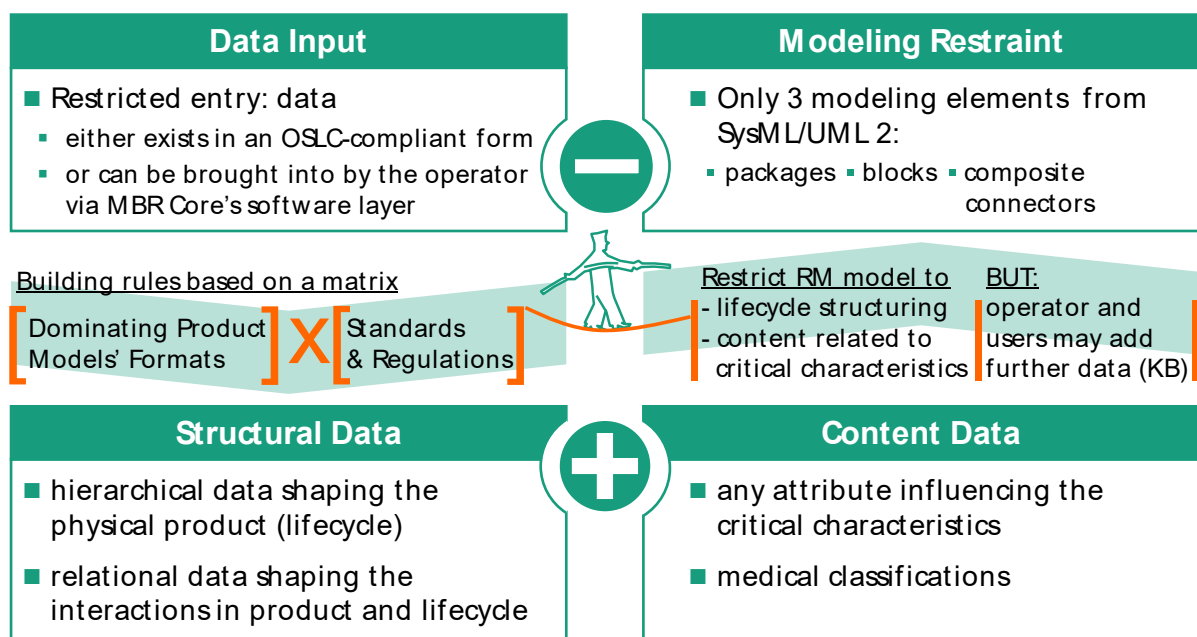 Data Input
■ Restricted entry: data
▪ either exists in an OSLC-compliant form
▪ or can be brought into by the operator
via MBR Core's software layer
Modeling Restraint
■ Only 3 modeling elements from
SysML/UML 2:
▪ packages ▪ blocks ▪ composite
connectors
Building rules based on a matrix
[Dominating Product
Models' Formats] X [Standards
& Regulations]
Restrict RM model to
- lifecycle structuring
- content related to
critical characteristics
BUT:
operator and
users may add
further data (KB)
Structural Data
■ hierarchical data shaping the
physical product (lifecycle)
■ relational data shaping the
interactions in product and lifecycle
Content Data
■ any attribute influencing the
critical characteristics
■ medical classifications